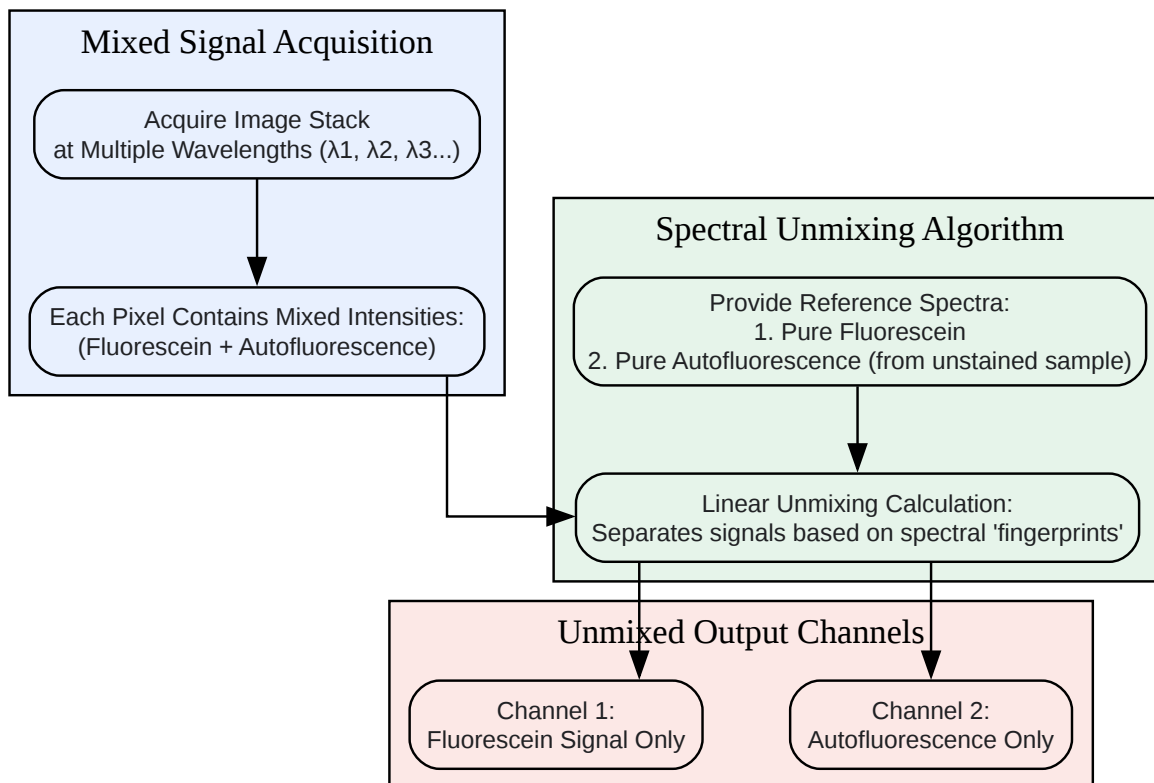 Mixed Signal Acquisition
Acquire Image Stack
at Multiple Wavelengths (λ1, λ2, λ3...)
Each Pixel Contains Mixed Intensities:
(Fluorescein + Autofluorescence)
Spectral Unmixing Algorithm
Provide Reference Spectra:
1. Pure Fluorescein
2. Pure Autofluorescence (from unstained sample)
Linear Unmixing Calculation:
Separates signals based on spectral 'fingerprints'
Unmixed Output Channels
Channel 1:
Fluorescein Signal Only
Channel 2:
Autofluorescence Only